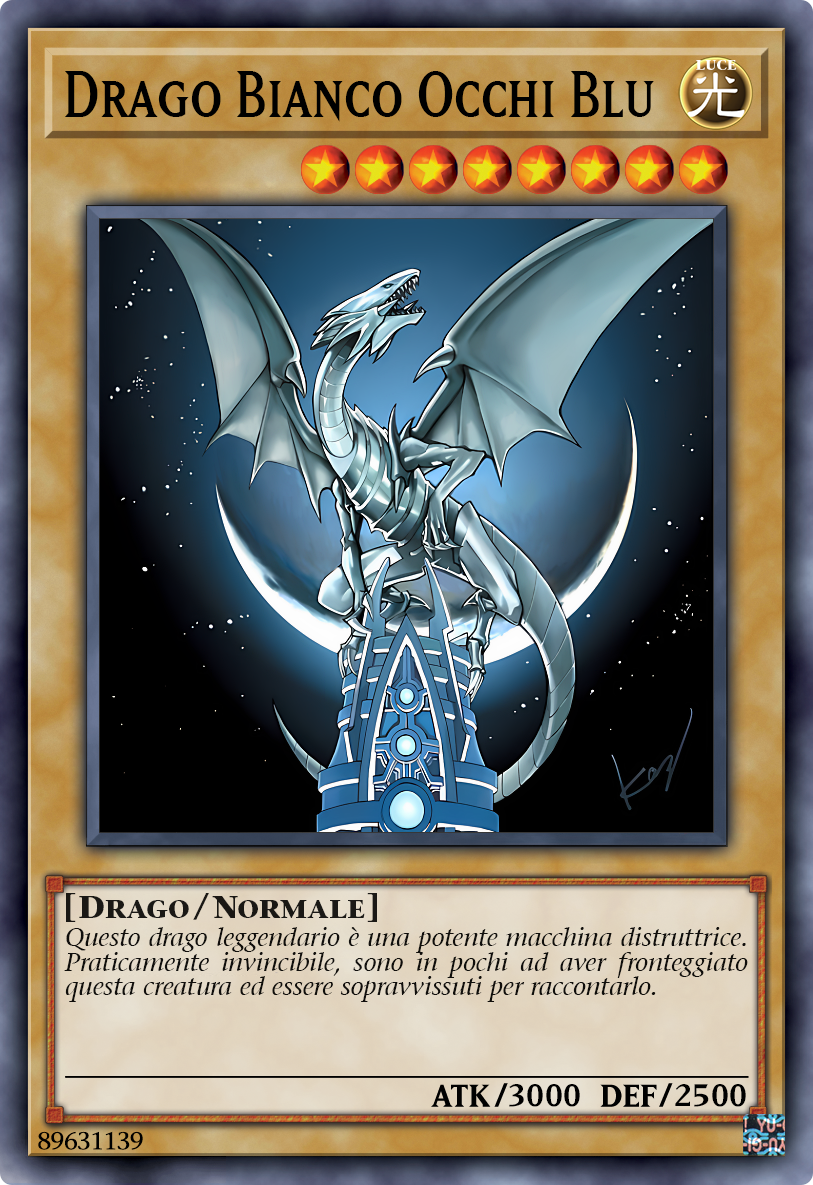 Drago Bianco Occhi Blu
LUCE
光
[Drago/Normale]
Questo drago leggendario è una potente macchina distruttrice.
Praticamente invincibile, sono in pochi ad aver fronteggiato
questa creatura ed essere sopravvissuti per raccontarlo.
ATK/3000 DEF/2500
89631139